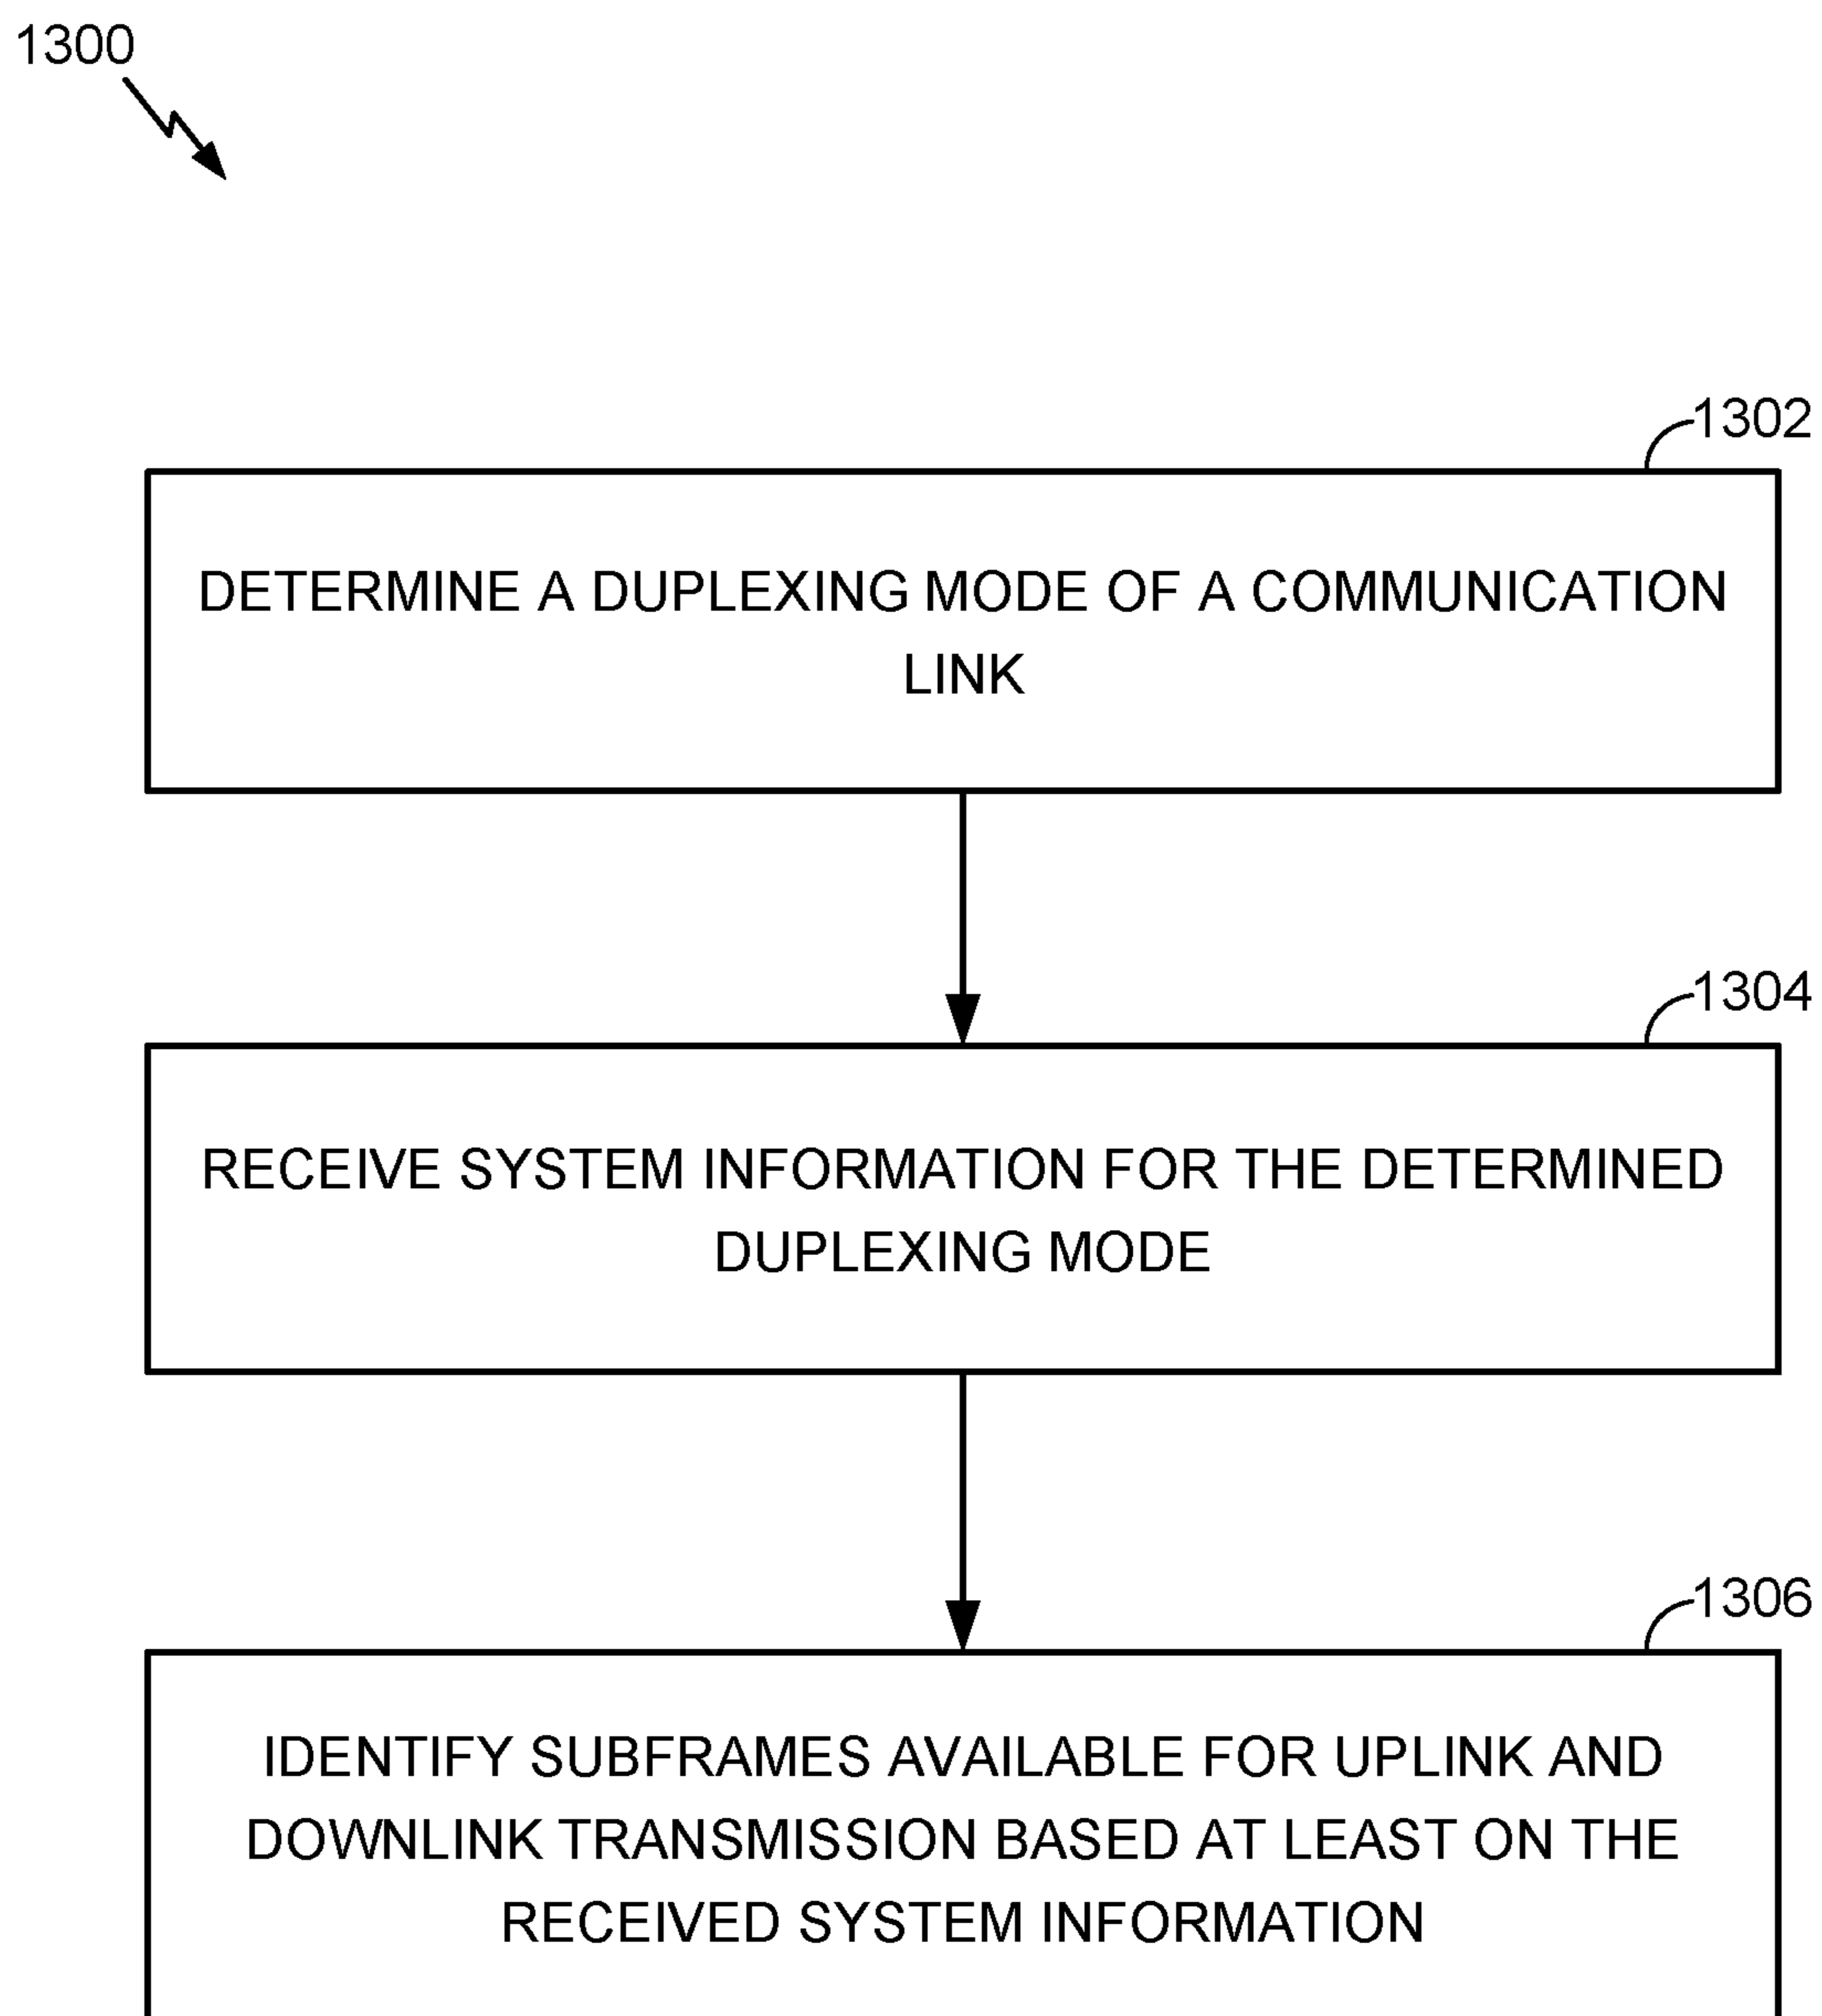 1300
1302
DETERMINE A DUPLEXING MODE OF A COMMUNICATION
LINK
1304
RECEIVE SYSTEM INFORMATION FOR THE DETERMINED
DUPLEXING MODE
1306
IDENTIFY SUBFRAMES AVAILABLE FOR UPLINK AND
DOWNLINK TRANSMISSION BASED AT LEAST ON THE
RECEIVED SYSTEM INFORMATION